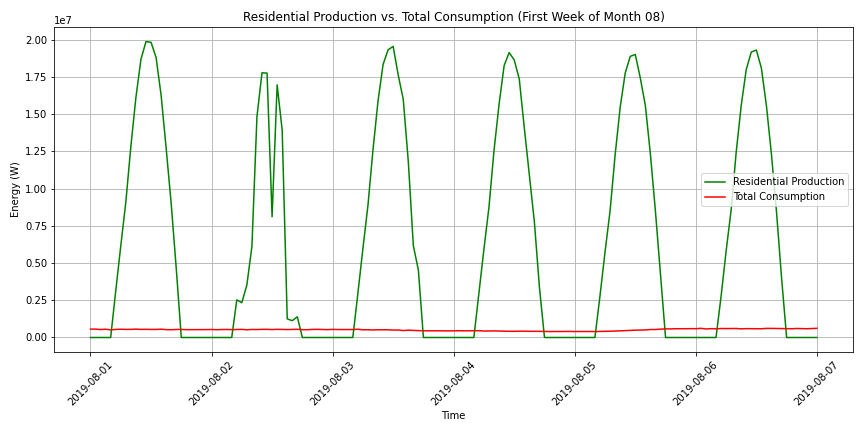 Residential Production vs. Total Consumption (First Week of Month 08)
1e7
2.00
1.75
1.50
1.25
1.00
0.75
0.50
0.25
0.00
Energy (W)
Residential Production
Total Consumption
2019-08-01
2019-08-02
2019-08-03
2019-08-04
2019-08-05
2019-08-06
2019-08-07
Time